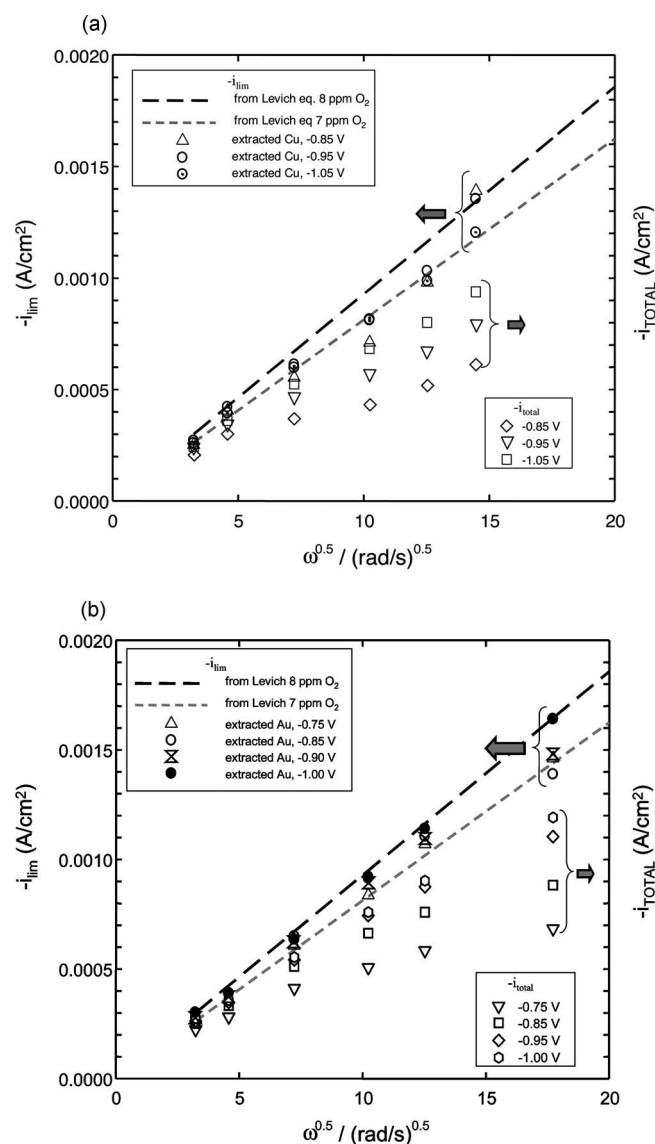 (a)
-i_lim
from Levich eq. 8 ppm O₂
from Levich eq 7 ppm O₂
extracted Cu, -0.85 V
extracted Cu, -0.95 V
extracted Cu, -1.05 V
0.0020
0.0015
0.0010
0.0005
0.0000
-i_lim (A/cm²)
-i_TOTAL (A/cm²)
-i_total
-0.85 V
-0.95 V
-1.05 V
0 5 10 15 20
ω^0.5 / (rad/s)^0.5
(b)
-i_lim
from Levich 8 ppm O₂
from Levich 7 ppm O₂
extracted Au, -0.75 V
extracted Au, -0.85 V
extracted Au, -0.90 V
extracted Au, -1.00 V
0.0020
0.0015
0.0010
0.0005
0.0000
-i_lim (A/cm²)
-i_TOTAL (A/cm²)
-i_total
-0.75 V
-0.85 V
-0.95 V
-1.00 V
0 5 10 15 20
ω^0.5 / (rad/s)^0.5